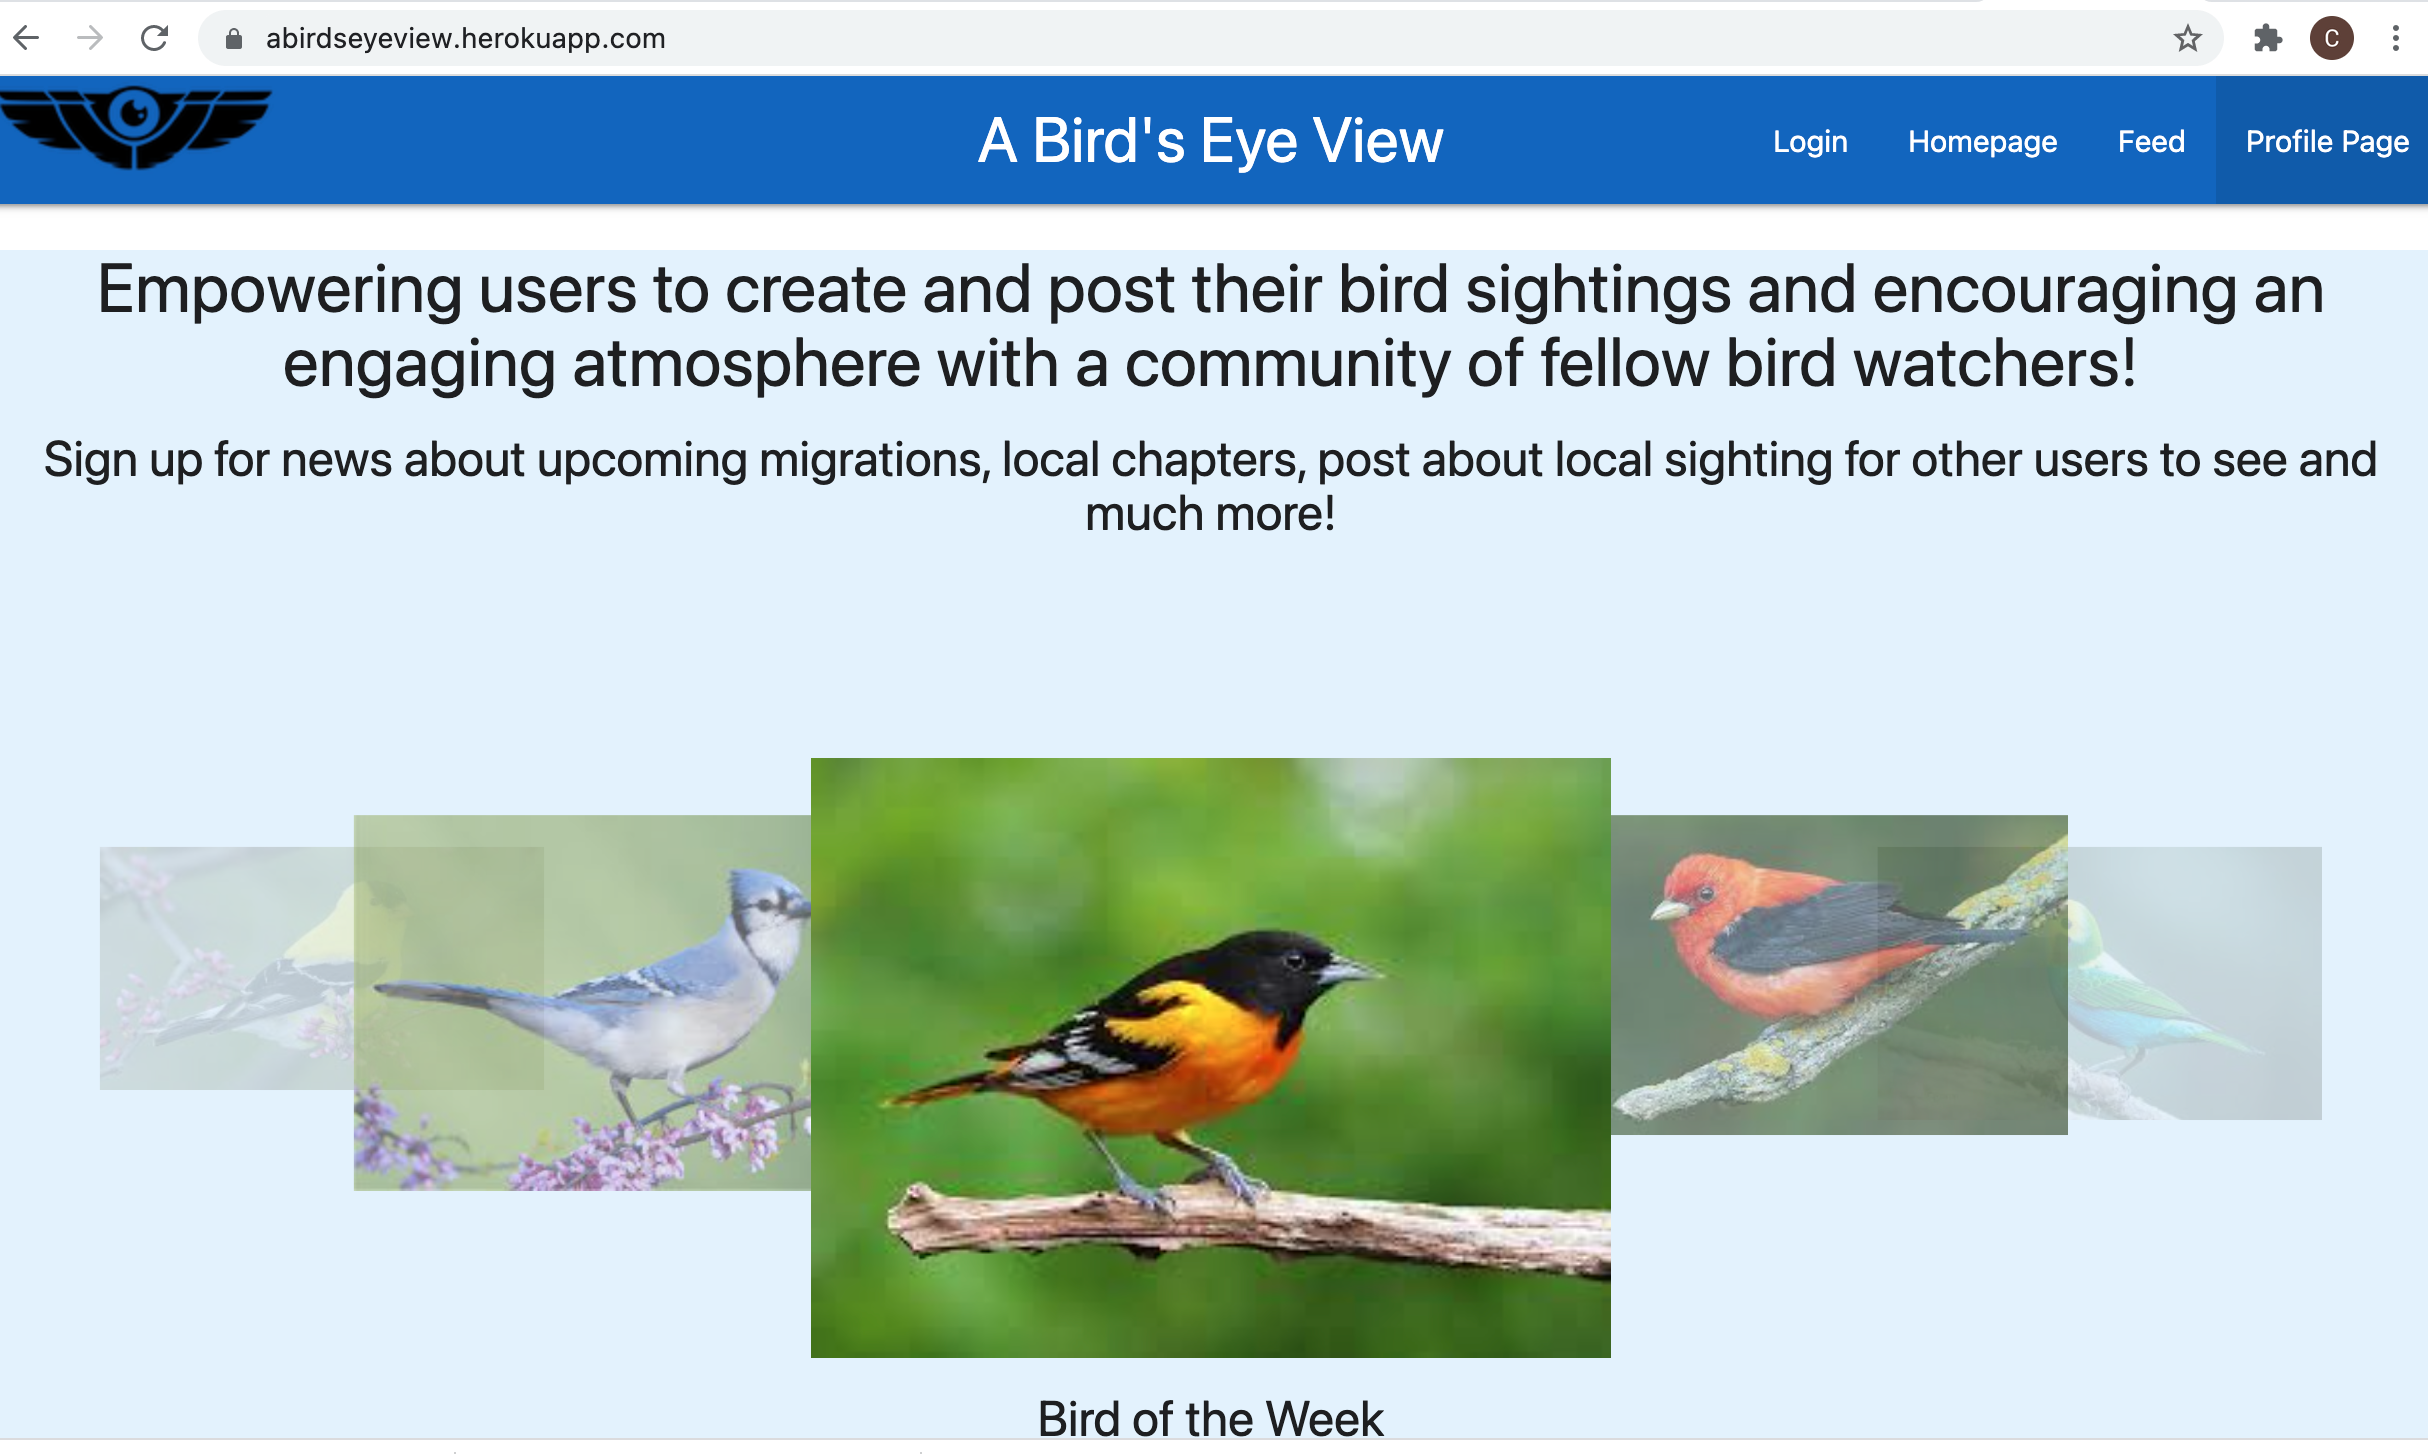 abirdseyeview.herokuapp.com
C
A Bird's Eye View
Login
Homepage
Feed
Profile Page
Empowering users to create and post their bird sightings and encouraging an
engaging atmosphere with a community of fellow bird watchers!
Sign up for news about upcoming migrations, local chapters, post about local sighting for other users to see and
much more!
Bird of the Week